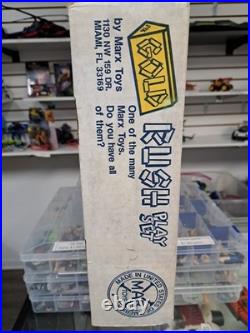 GOLD
RUSH PLAY
SET
by Marx Toys
1130 NW 159 DR.
MIAMI, FL 33169
One of the many
Marx Toys.
Do you have all
of them?
MADE IN UNITED STATES
MAR